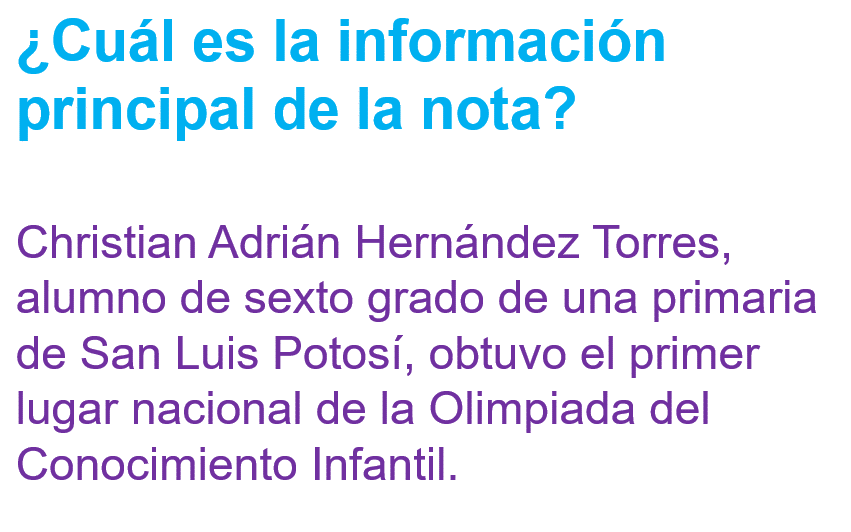 ¿Cuál es la información
principal de la nota?
Christian Adrián Hernández Torres,
alumno de sexto grado de una primaria
de San Luis Potosí, obtuvo el primer
lugar nacional de la Olimpiada del
Conocimiento Infantil.